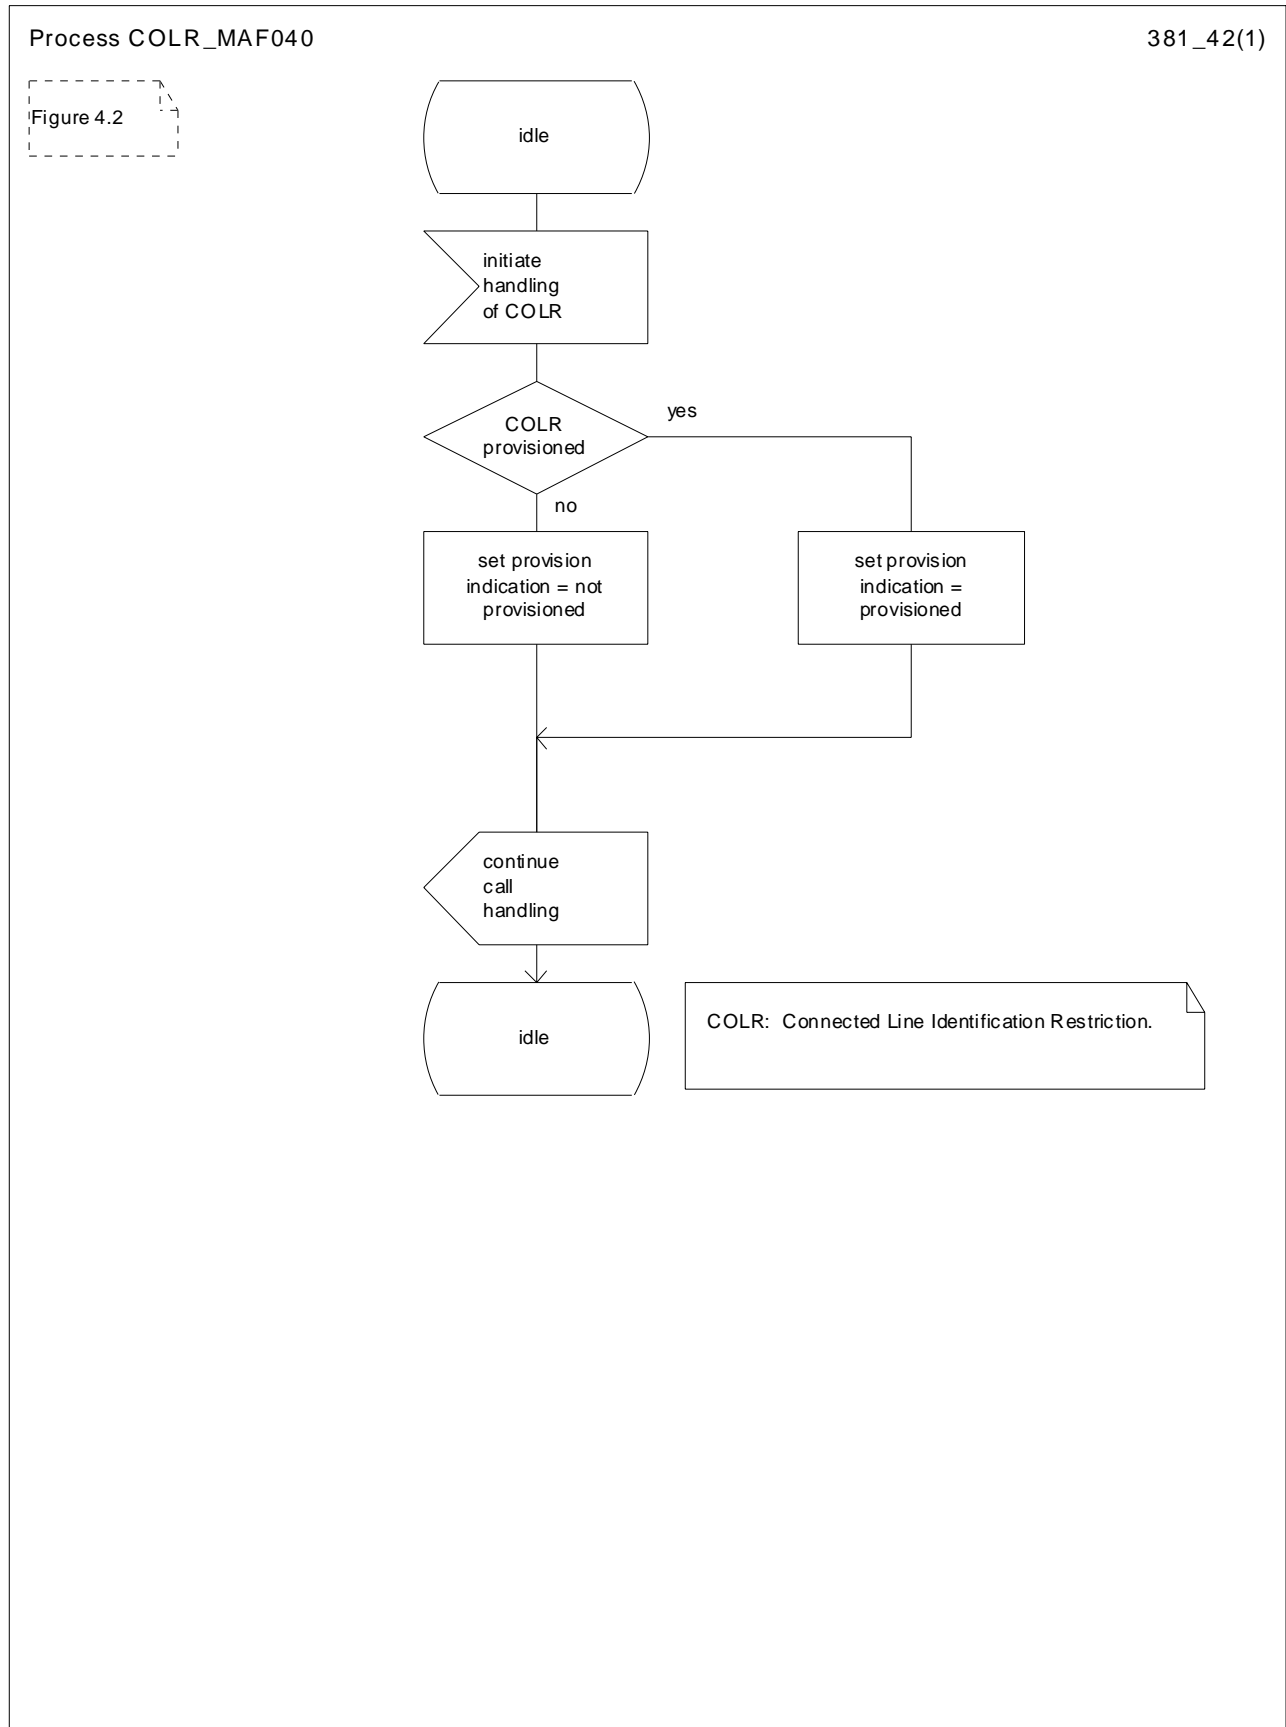 Process COLR_MAF040
381_42(1)
Figure 4.2
idle
initiate
handling
of COLR
COLR
provisioned
yes
no
set provision
indication = not
provisioned
set provision
indication =
provisioned
continue
call
handling
idle
COLR: Connected Line Identification Restriction.